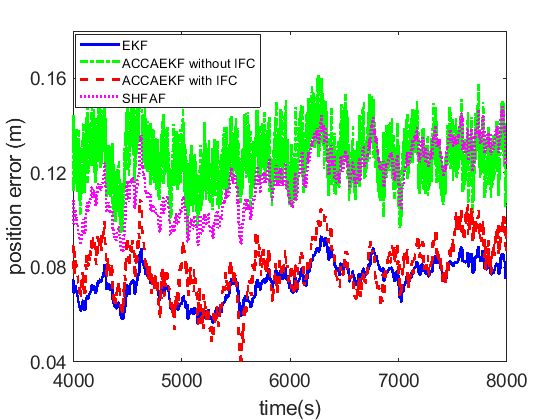 EKF
ACCAEKF without IFC
ACCAEKF with IFC
SHFAF
0.16
0.12
0.08
0.04
position error (m)
4000 5000 6000 7000 8000
time(s)